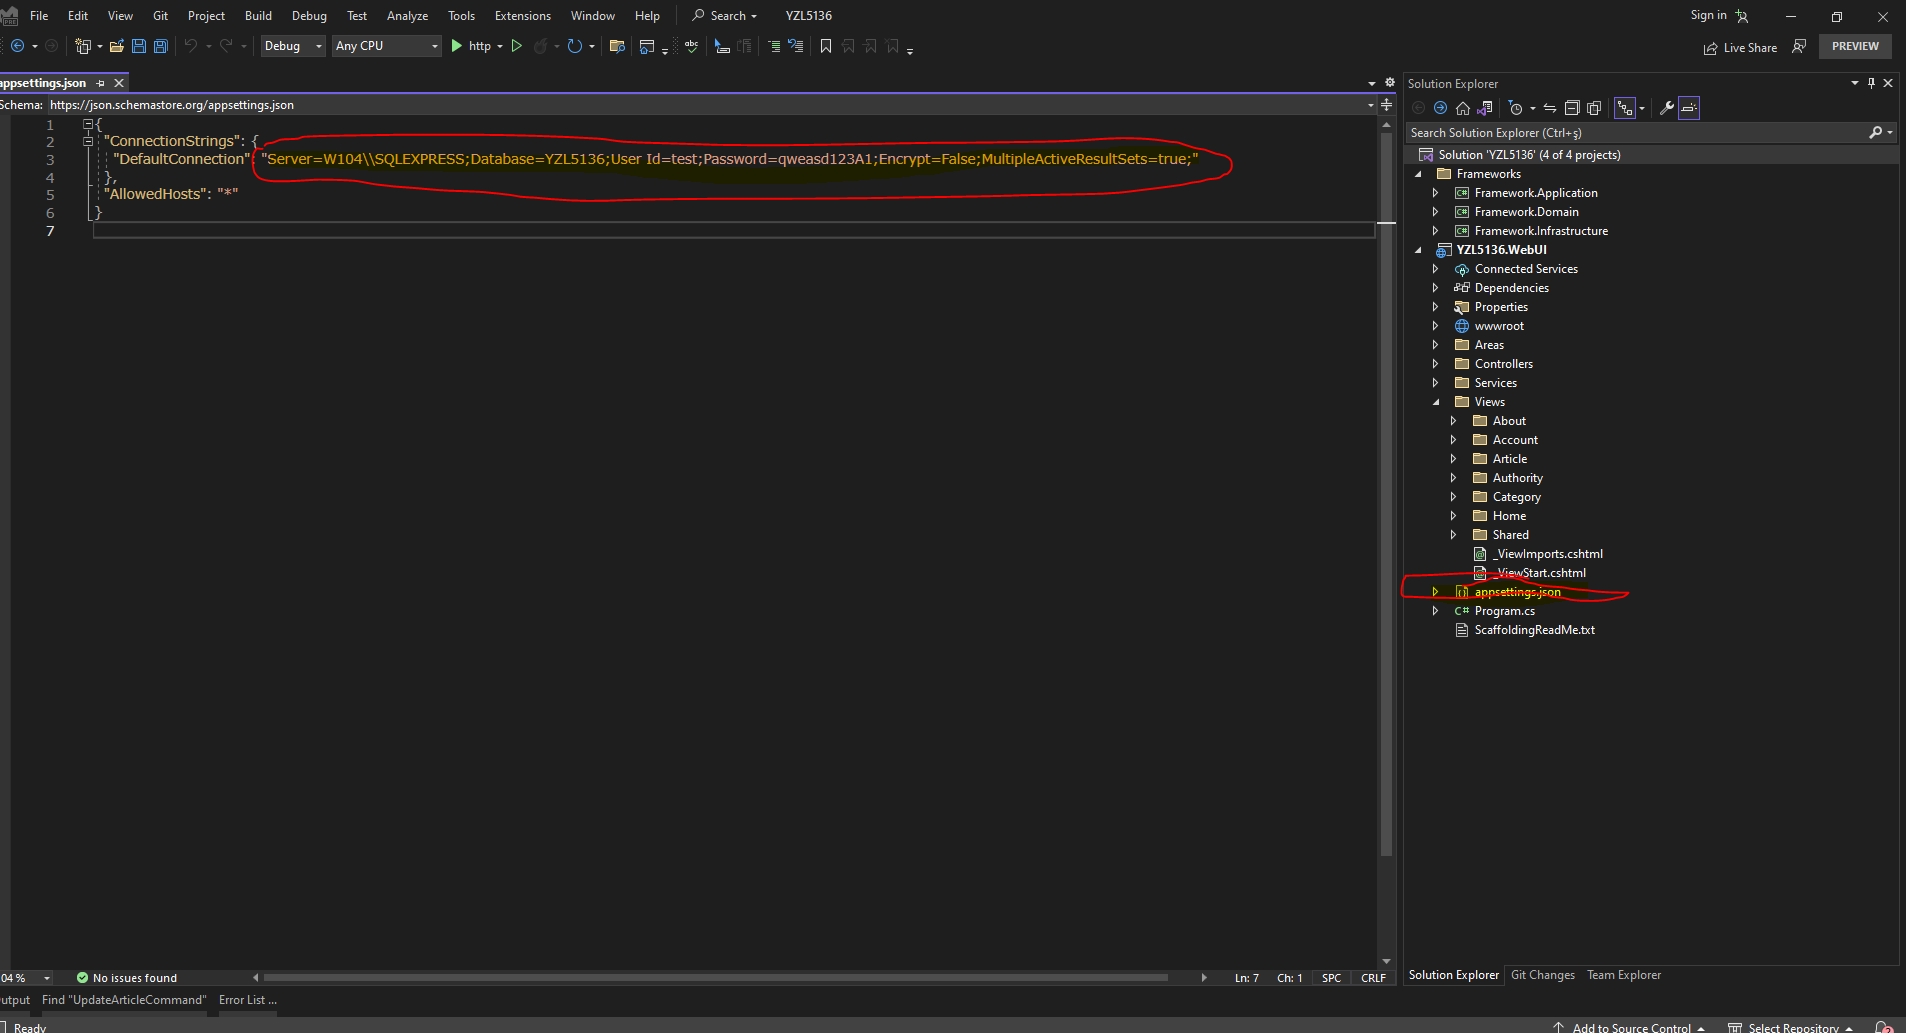 File Edit View Git Project Build Debug Test Analyze Tools Extensions Window Help Search YZL5136 Sign in
Debug Any CPU http Live Share PREVIEW
appsettings.json
Schema: https://json.schemastore.org/appsettings.json
1 {
2 "ConnectionStrings": {
3 "DefaultConnection": "Server=W104\\SQLEXPRESS;Database=YZL5136;User Id=test;Password=qweasd123A1;Encrypt=False;MultipleActiveResultSets=true;"
4 },
5 "AllowedHosts": "*"
6 }
7
Solution Explorer
Search Solution Explorer (Ctrl+ş)
Solution 'YZL5136' (4 of 4 projects)
Frameworks
C# Framework.Application
C# Framework.Domain
C# Framework.Infrastructure
YZL5136.WebUI
Connected Services
Dependencies
Properties
wwwroot
Areas
Controllers
Services
Views
About
Account
Article
Authority
Category
Home
Shared
_ViewImports.cshtml
_ViewStart.cshtml
appsettings.json
C# Program.cs
ScaffoldingReadMe.txt
04 % No issues found Ln: 7 Ch: 1 SPC CRLF
Solution Explorer Git Changes Team Explorer
utput Find "UpdateArticleCommand" Error List ...
Ready Add to Source Control Select Repository 2